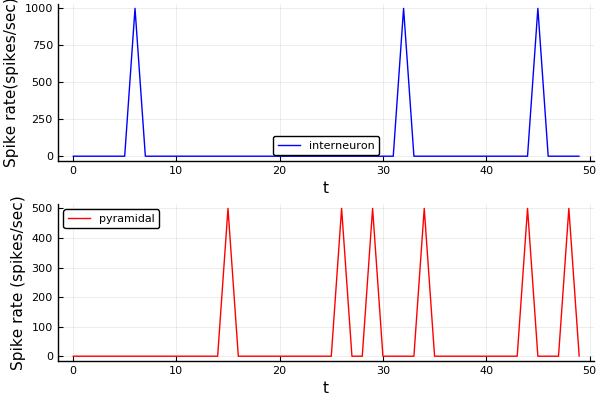 Spike rate(spikes/sec)
1000
750
500
250
0
interneuron
0 10 20 30 40 50
t
Spike rate (spikes/sec)
500
400
300
200
100
0
pyramidal
0 10 20 30 40 50
t